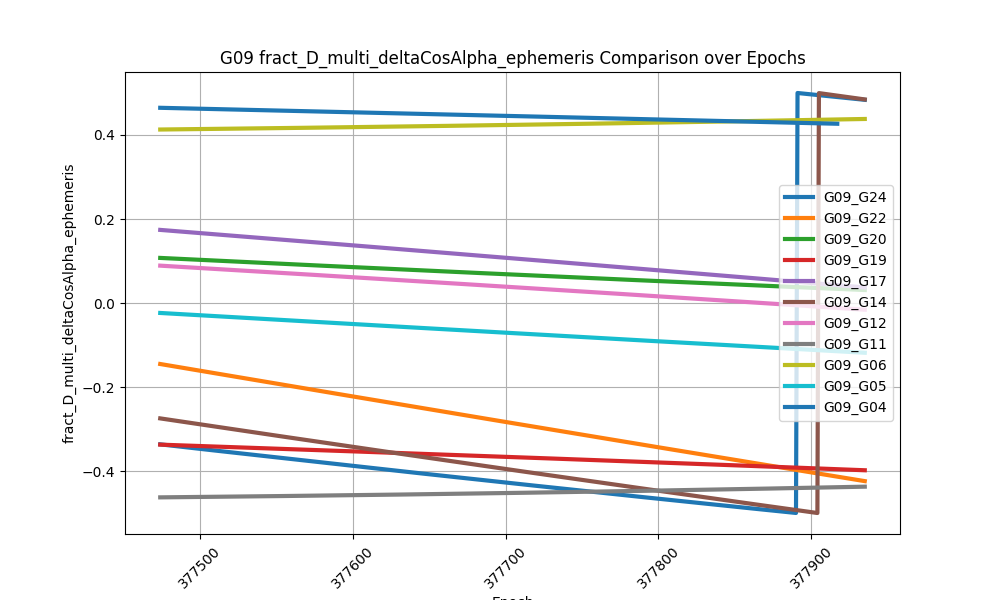 G09 fract_D_multi_deltaCosAlpha_ephemeris Comparison over Epochs
fract_D_multi_deltaCosAlpha_ephemeris
0.4
0.2
0.0
−0.2
−0.4
377500
377600
377700
377800
377900
Epoch
G09_G24
G09_G22
G09_G20
G09_G19
G09_G17
G09_G14
G09_G12
G09_G11
G09_G06
G09_G05
G09_G04